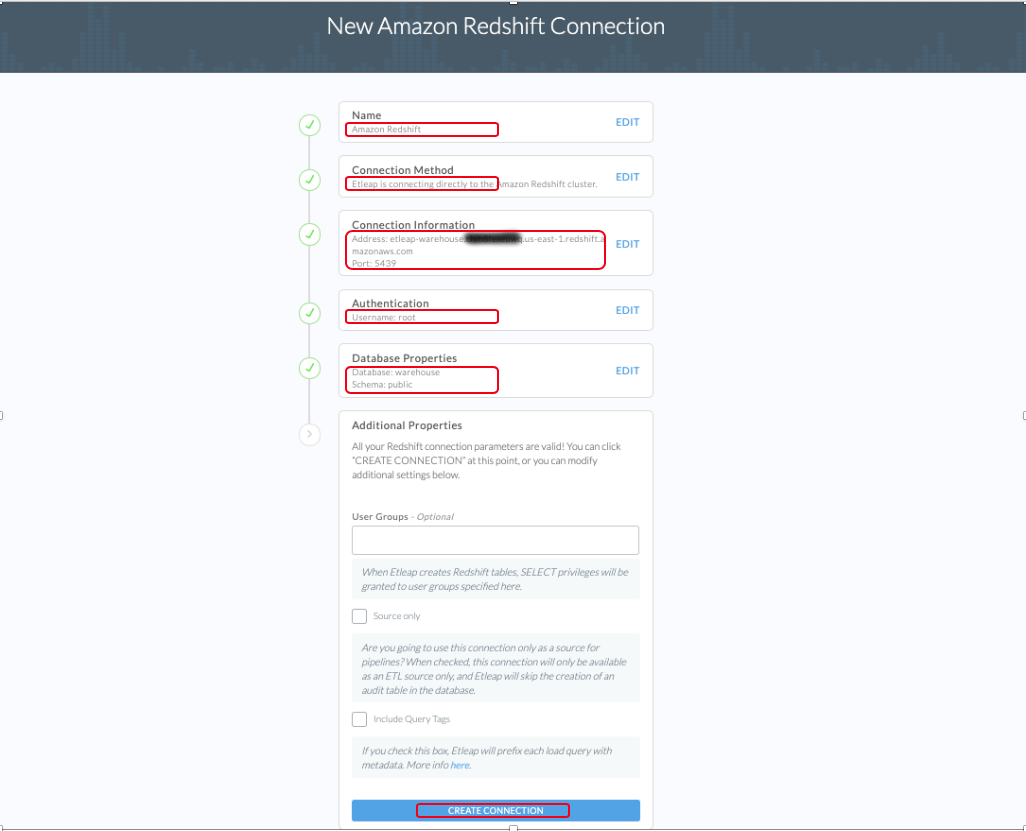 New Amazon Redshift Connection
Name
Amazon Redshift
EDIT
Connection Method
Etleap is connecting directly to the Amazon Redshift cluster.
EDIT
Connection Information
Address: etleap-warehouse .us-east-1.redshift.a
mazonaws.com
Port: 5439
EDIT
Authentication
Username: root
EDIT
Database Properties
Database: warehouse
Schema: public
EDIT
Additional Properties
All your Redshift connection parameters are valid! You can click
"CREATE CONNECTION" at this point, or you can modify
additional settings below.
User Groups - Optional
When Etleap creates Redshift tables, SELECT privileges will be
granted to user groups specified here.
Source only
Are you going to use this connection only as a source for
pipelines? When checked, this connection will only be available
as an ETL source only, and Etleap will skip the creation of an
audit table in the database.
Include Query Tags
If you check this box, Etleap will prefix each load query with
metadata. More info here.
CREATE CONNECTION